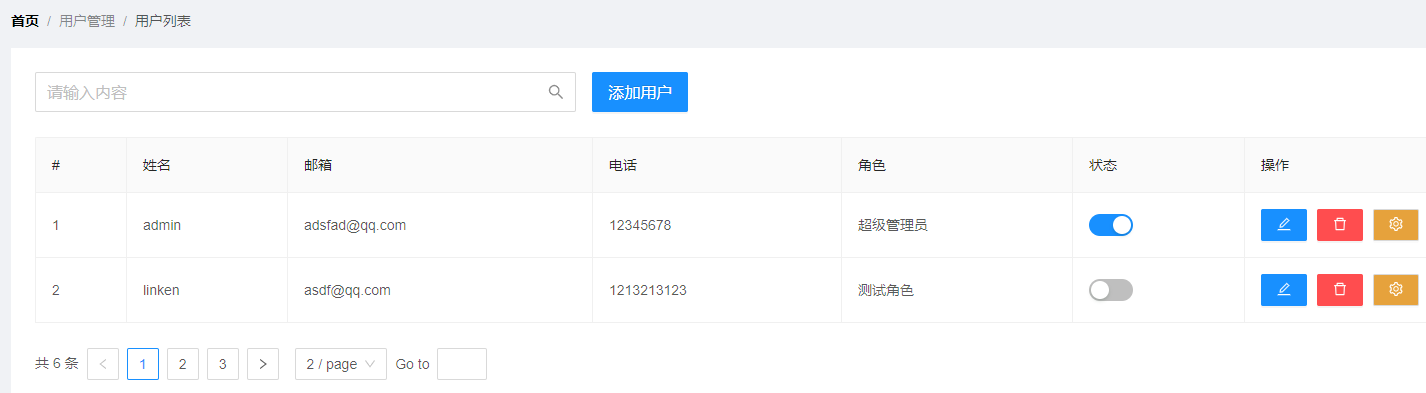 首页 / 用户管理 / 用户列表
请输入内容 添加用户
# 姓名 邮箱 电话 角色 状态 操作
1 admin adsfad@qq.com 12345678 超级管理员
2 linken asdf@qq.com 1213213123 测试角色
共 6 条 1 2 3 2 / page Go to